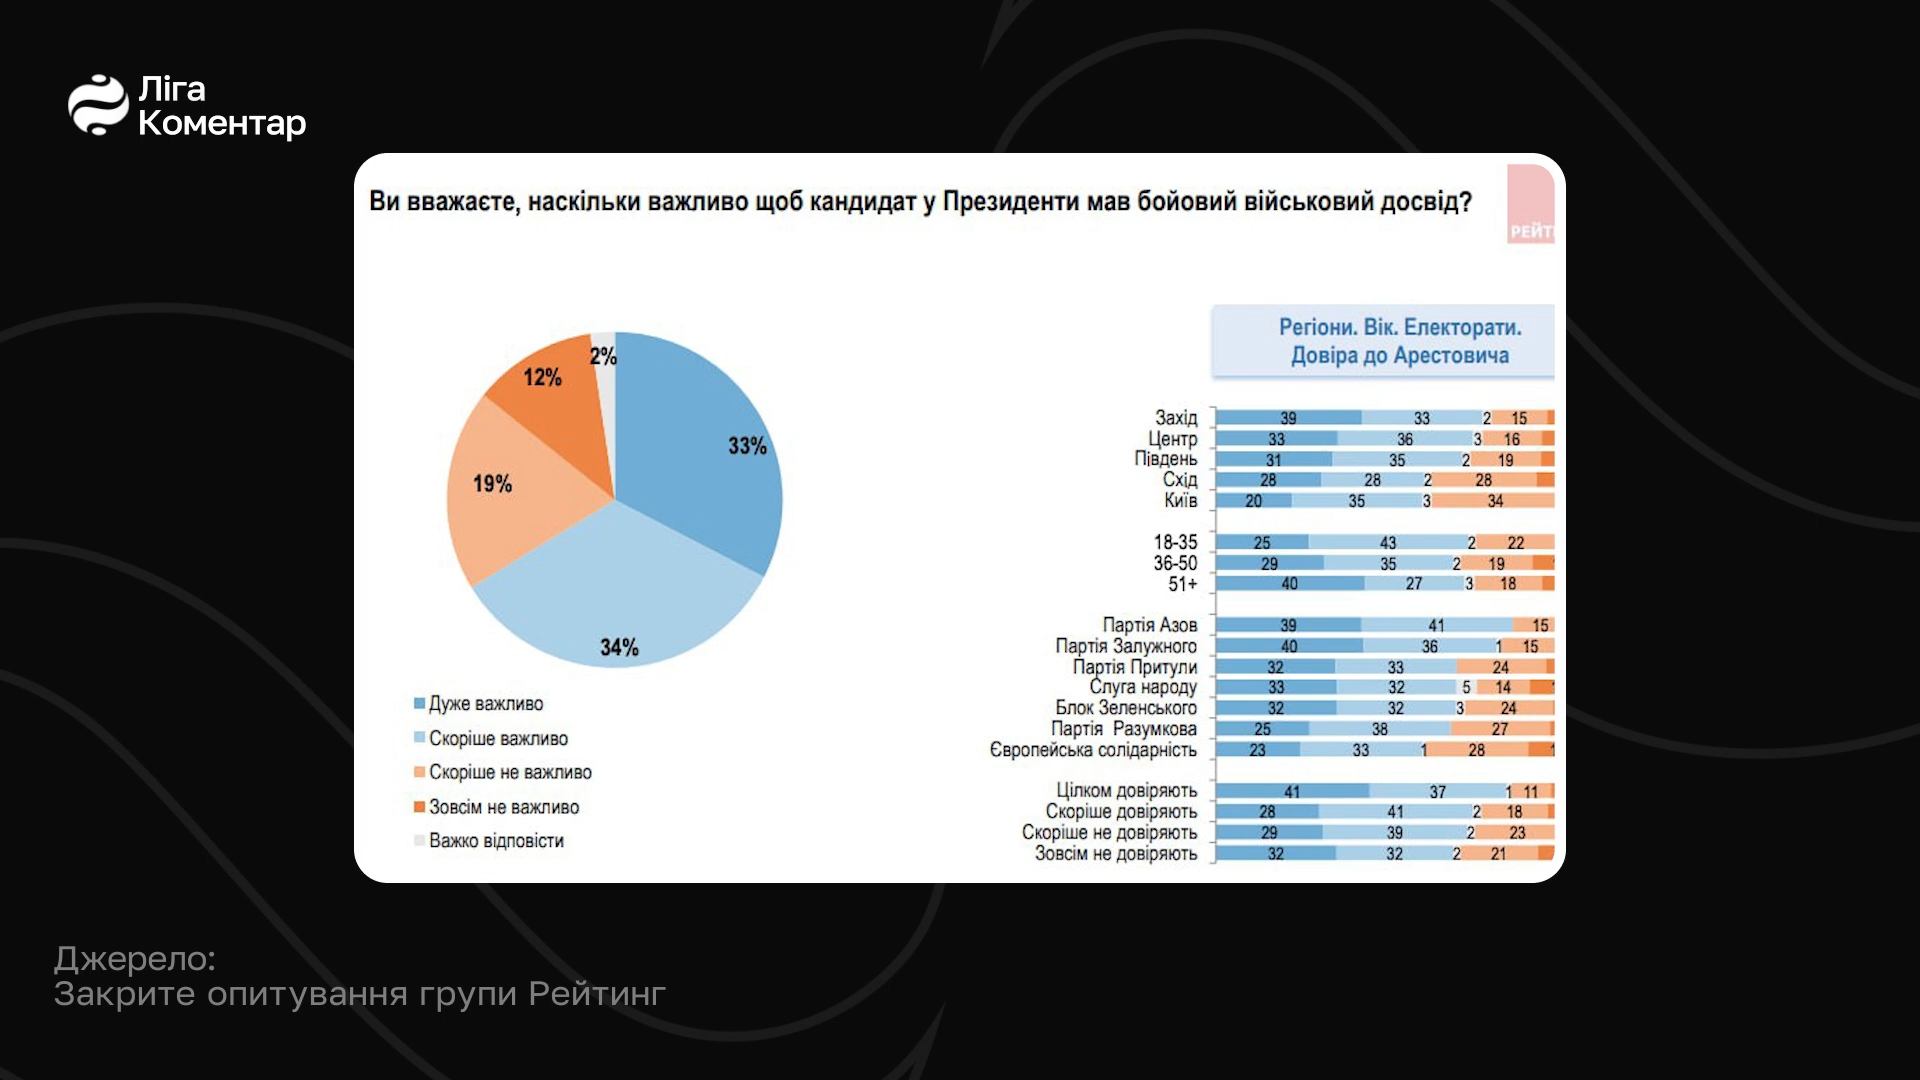 Ліга
Коментар
Ви вважаєте, наскільки важливо щоб кандидат у Президенти мав бойовий військовий досвід?
РЕЙТ
2%
12%
33%
19%
34%
Дуже важливо
Скоріше важливо
Скоріше не важливо
Зовсім не важливо
Важко відповісти
Регіони. Вік. Електорати.
Довіра до Арестовича
Захід 39 33 2 15
Центр 33 36 3 16
Південь 31 35 2 19
Схід 28 28 2 28
Київ 20 35 3 34
18-35 25 43 2 22
36-50 29 35 2 19
51+ 40 27 3 18
Партія Азов 39 41 15
Партія Залужного 40 36 1 15
Партія Притули 32 33 24
Слуга народу 33 32 5 14
Блок Зеленського 32 32 3 24
Партія Разумкова 25 38 27
Європейська солідарність 23 33 1 28
Цілком довіряють 41 37 1 11
Скоріше довіряють 28 41 2 18
Скоріше не довіряють 29 39 2 23
Зовсім не довіряють 32 32 2 21
Джерело:
Закрите опитування групи Рейтинг